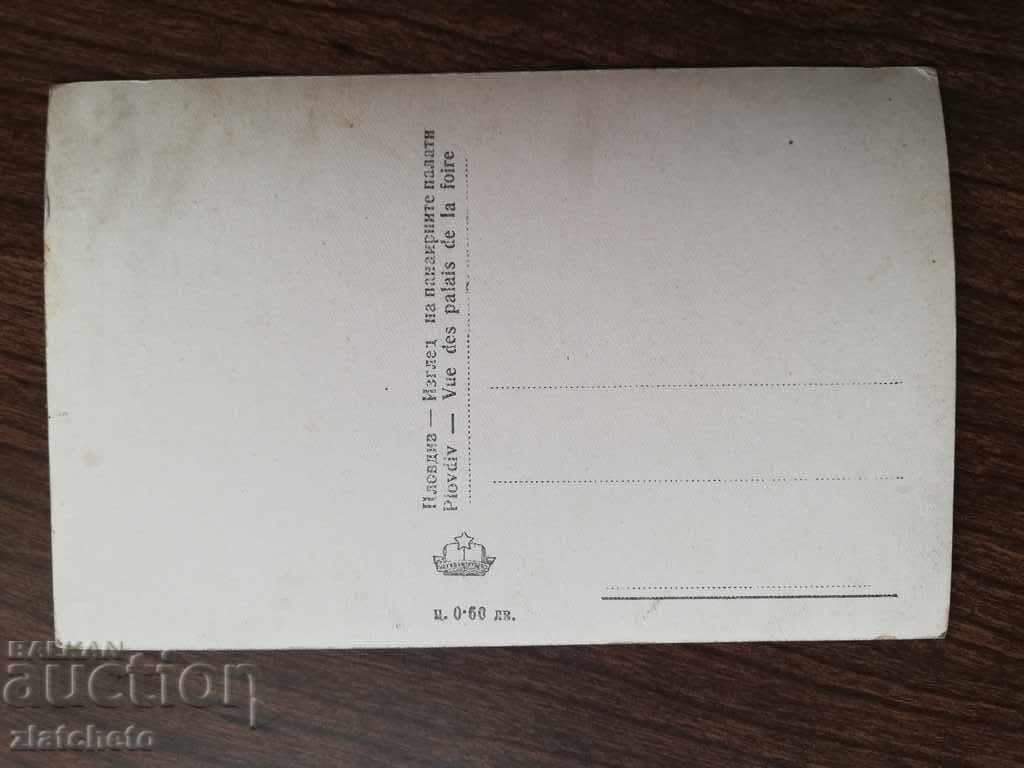 Пловдив — Изглед на панаирните палати
Plovdiv — Vue des palais de la foire
ц. 0·60 лв.
BALKAN
auction
zlatcheto